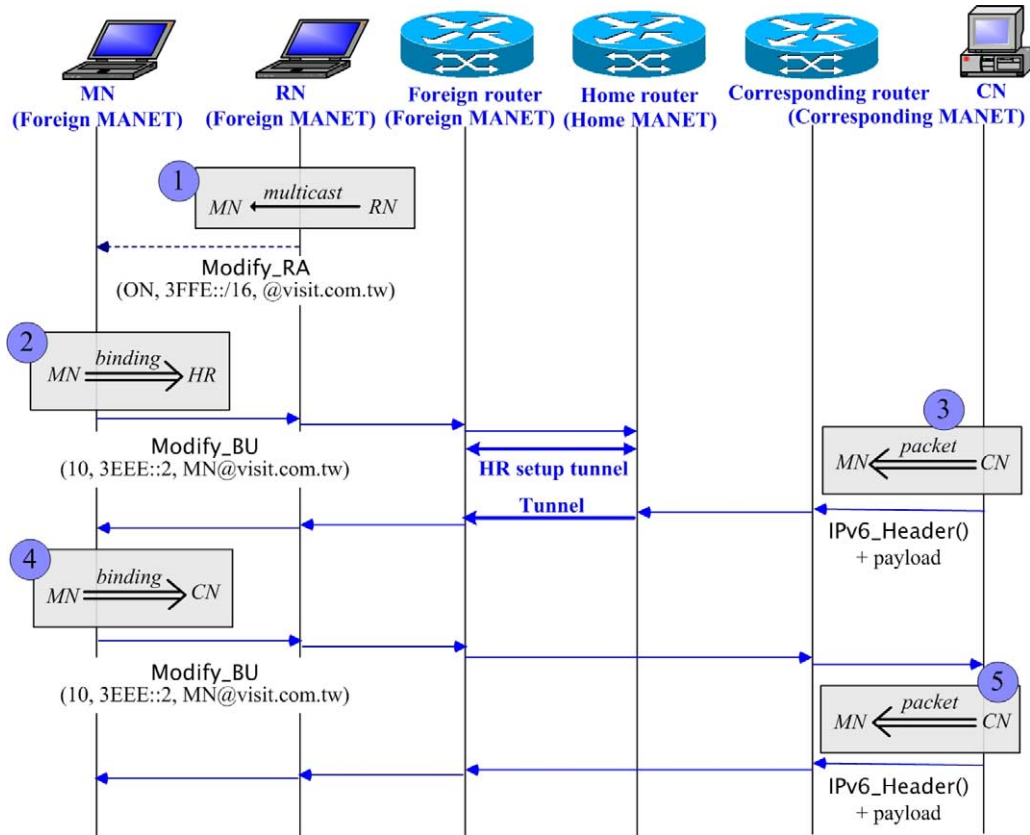 MN
(Foreign MANET)
RN
(Foreign MANET)
Foreign router
(Foreign MANET)
Home router
(Home MANET)
Corresponding router
CN
(Corresponding MANET)
1
multicast
MN
RN
Modify_RA
(ON, 3FFE::/16, @visit.com.tw)
2
binding
MN
HR
Modify_BU
(10, 3EEE::2, MN@visit.com.tw)
HR setup tunnel
3
packet
MN
CN
Tunnel
IPv6_Header()
+ payload
4
binding
MN
CN
Modify_BU
(10, 3EEE::2, MN@visit.com.tw)
5
packet
MN
CN
IPv6_Header()
+ payload